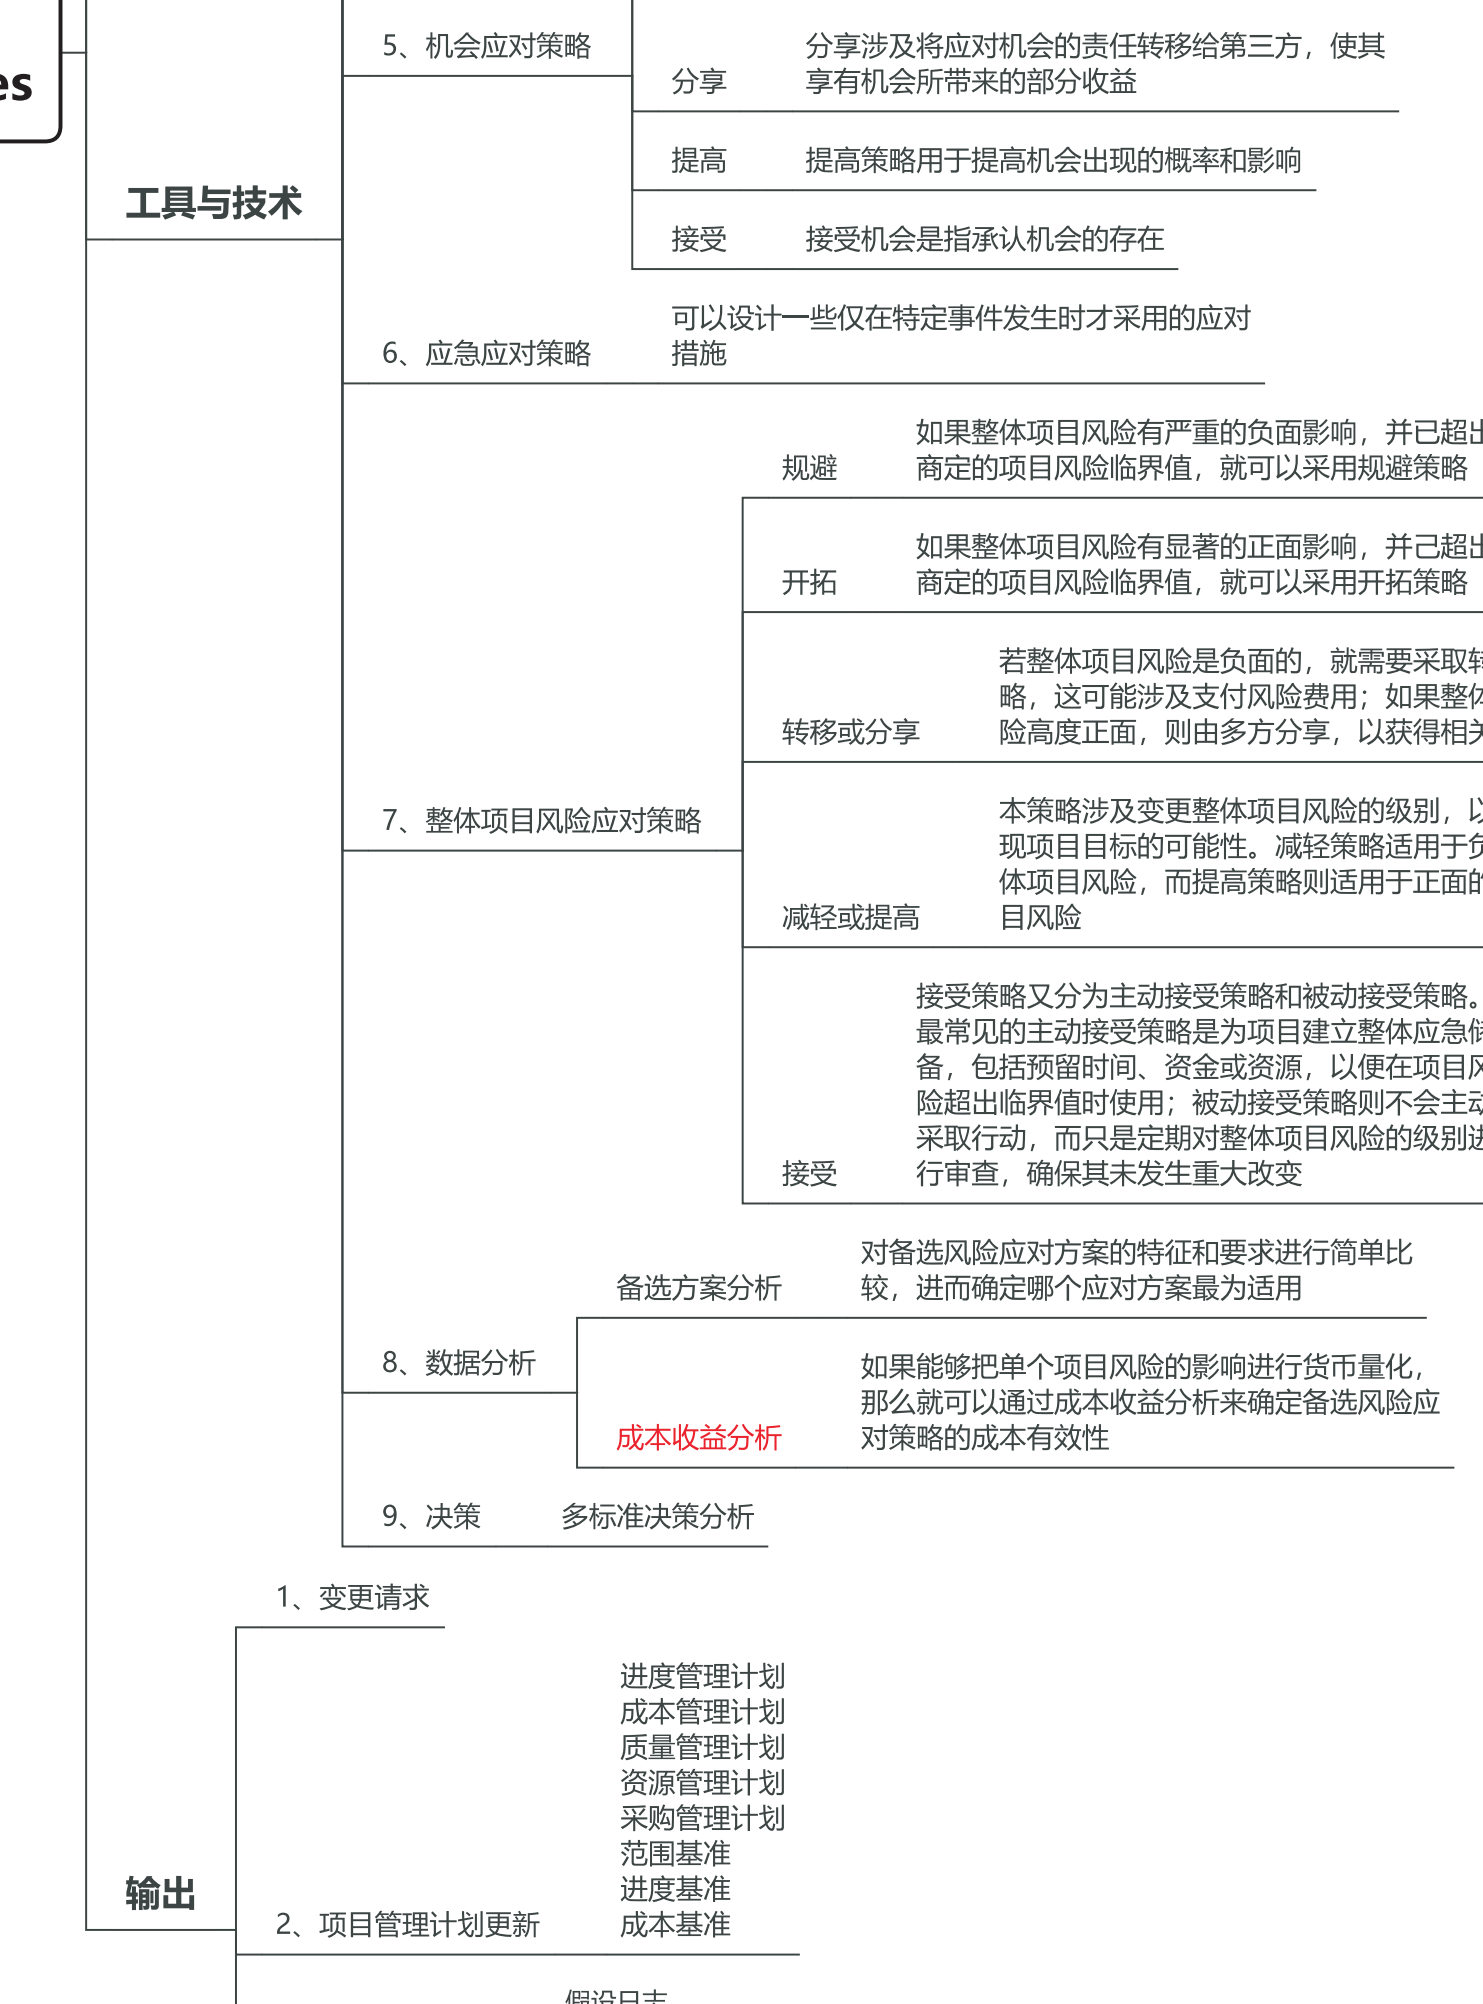 es
工具与技术
5、机会应对策略
分享
分享涉及将应对机会的责任转移给第三方，使其
享有机会所带来的部分收益
提高
提高策略用于提高机会出现的概率和影响
接受
接受机会是指承认机会的存在
6、应急应对策略
可以设计一些仅在特定事件发生时才采用的应对
措施
7、整体项目风险应对策略
规避
如果整体项目风险有严重的负面影响，并已超出
商定的项目风险临界值，就可以采用规避策略
开拓
如果整体项目风险有显著的正面影响，并己超出
商定的项目风险临界值，就可以采用开拓策略
转移或分享
若整体项目风险是负面的，就需要采取转
略，这可能涉及支付风险费用；如果整体
险高度正面，则由多方分享，以获得相关
减轻或提高
本策略涉及变更整体项目风险的级别，以
现项目目标的可能性。减轻策略适用于负
体项目风险，而提高策略则适用于正面的
目风险
接受
接受策略又分为主动接受策略和被动接受策略。
最常见的主动接受策略是为项目建立整体应急储
备，包括预留时间、资金或资源，以便在项目风
险超出临界值时使用；被动接受策略则不会主动
采取行动，而只是定期对整体项目风险的级别进
行审查，确保其未发生重大改变
8、数据分析
备选方案分析
对备选风险应对方案的特征和要求进行简单比
较，进而确定哪个应对方案最为适用
成本收益分析
如果能够把单个项目风险的影响进行货币量化，
那么就可以通过成本收益分析来确定备选风险应
对策略的成本有效性
9、决策
多标准决策分析
输出
1、变更请求
2、项目管理计划更新
进度管理计划
成本管理计划
质量管理计划
资源管理计划
采购管理计划
范围基准
进度基准
成本基准
假设日志